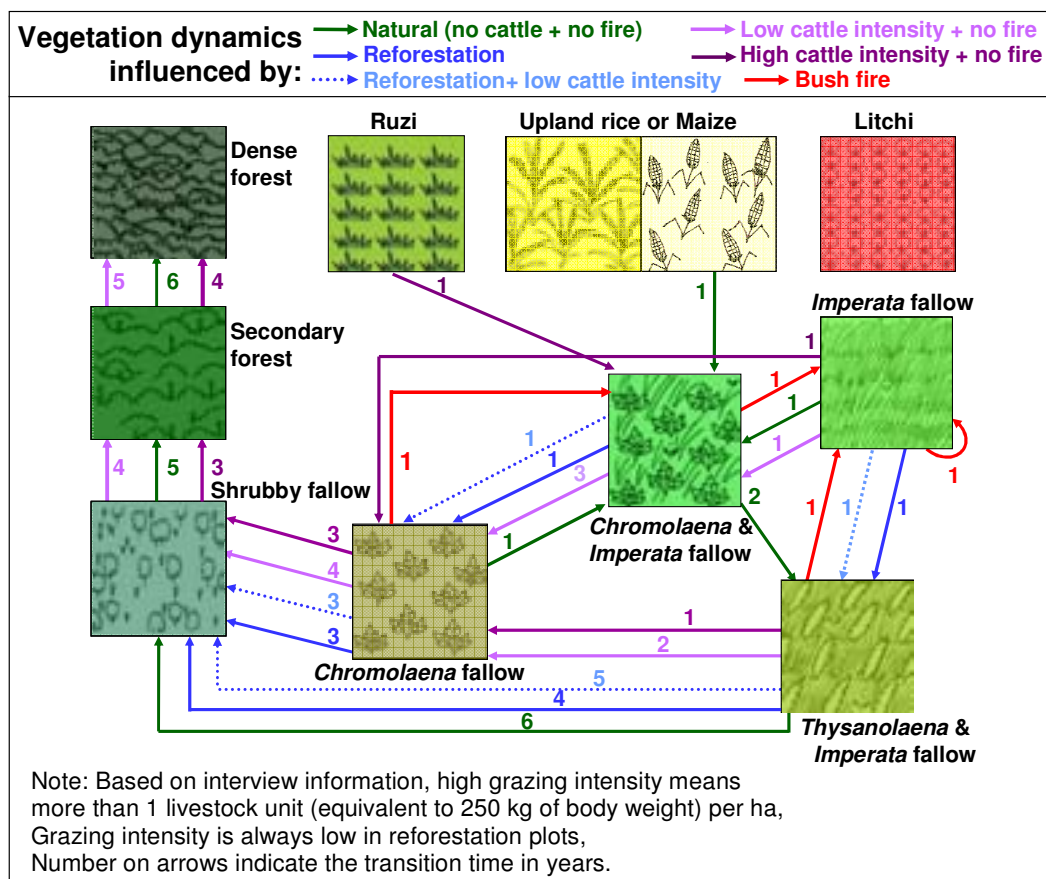 Vegetation dynamics
influenced by:
Natural (no cattle + no fire)
Reforestation
Reforestation+ low cattle intensity
Low cattle intensity + no fire
High cattle intensity + no fire
Bush fire
Dense
forest
Ruzi
Upland rice or Maize
Litchi
5
6
4
1
1
Imperata fallow
Secondary
forest
1
1
1
1
1
1
3
1
1
1
4
5
3
Shrubby fallow
2
1
1
1
3
4
3
3
1
Chromolaena &
Imperata fallow
1
2
Chromolaena fallow
5
4
6
Thysanolaena &
Imperata fallow
Note: Based on interview information, high grazing intensity means
more than 1 livestock unit (equivalent to 250 kg of body weight) per ha,
Grazing intensity is always low in reforestation plots,
Number on arrows indicate the transition time in years.